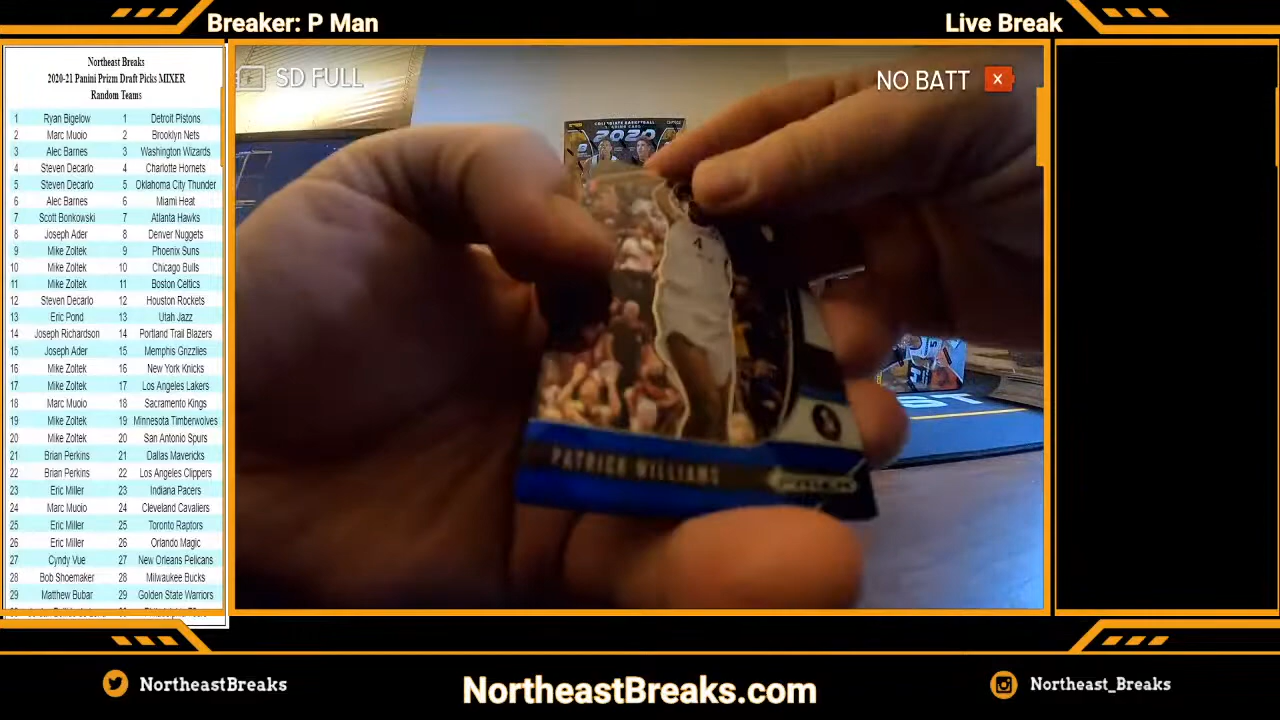 Breaker: P Man
Live Break
Northeast Breaks
2020-21 Panini Prizm Draft Picks MIXER
Random Teams
1 Ryan Bigelow 1 Detroit Pistons
2 Marc Muoio 2 Brooklyn Nets
3 Alec Barnes 3 Washington Wizards
4 Steven Decarlo 4 Charlotte Hornets
5 Steven Decarlo 5 Oklahoma City Thunder
6 Alec Barnes 6 Miami Heat
7 Scott Bonkowski 7 Atlanta Hawks
8 Joseph Ader 8 Denver Nuggets
9 Mike Zoltek 9 Phoenix Suns
10 Mike Zoltek 10 Chicago Bulls
11 Mike Zoltek 11 Boston Celtics
12 Steven Decarlo 12 Houston Rockets
13 Eric Pond 13 Utah Jazz
14 Joseph Richardson 14 Portland Trail Blazers
15 Joseph Ader 15 Memphis Grizzlies
16 Mike Zoltek 16 New York Knicks
17 Mike Zoltek 17 Los Angeles Lakers
18 Marc Muoio 18 Sacramento Kings
19 Mike Zoltek 19 Minnesota Timberwolves
20 Mike Zoltek 20 San Antonio Spurs
21 Brian Perkins 21 Dallas Mavericks
22 Brian Perkins 22 Los Angeles Clippers
23 Eric Miller 23 Indiana Pacers
24 Marc Muoio 24 Cleveland Cavaliers
25 Eric Miller 25 Toronto Raptors
26 Eric Miller 26 Orlando Magic
27 Cyndy Vue 27 New Orleans Pelicans
28 Bob Shoemaker 28 Milwaukee Bucks
29 Matthew Bubar 29 Golden State Warriors
SD FULL
NO BATT
COLLEGIATE BASKETBALL
2020
4
PATRICK WILLIAMS
PRIZM
NortheastBreaks
NortheastBreaks.com
Northeast_Breaks